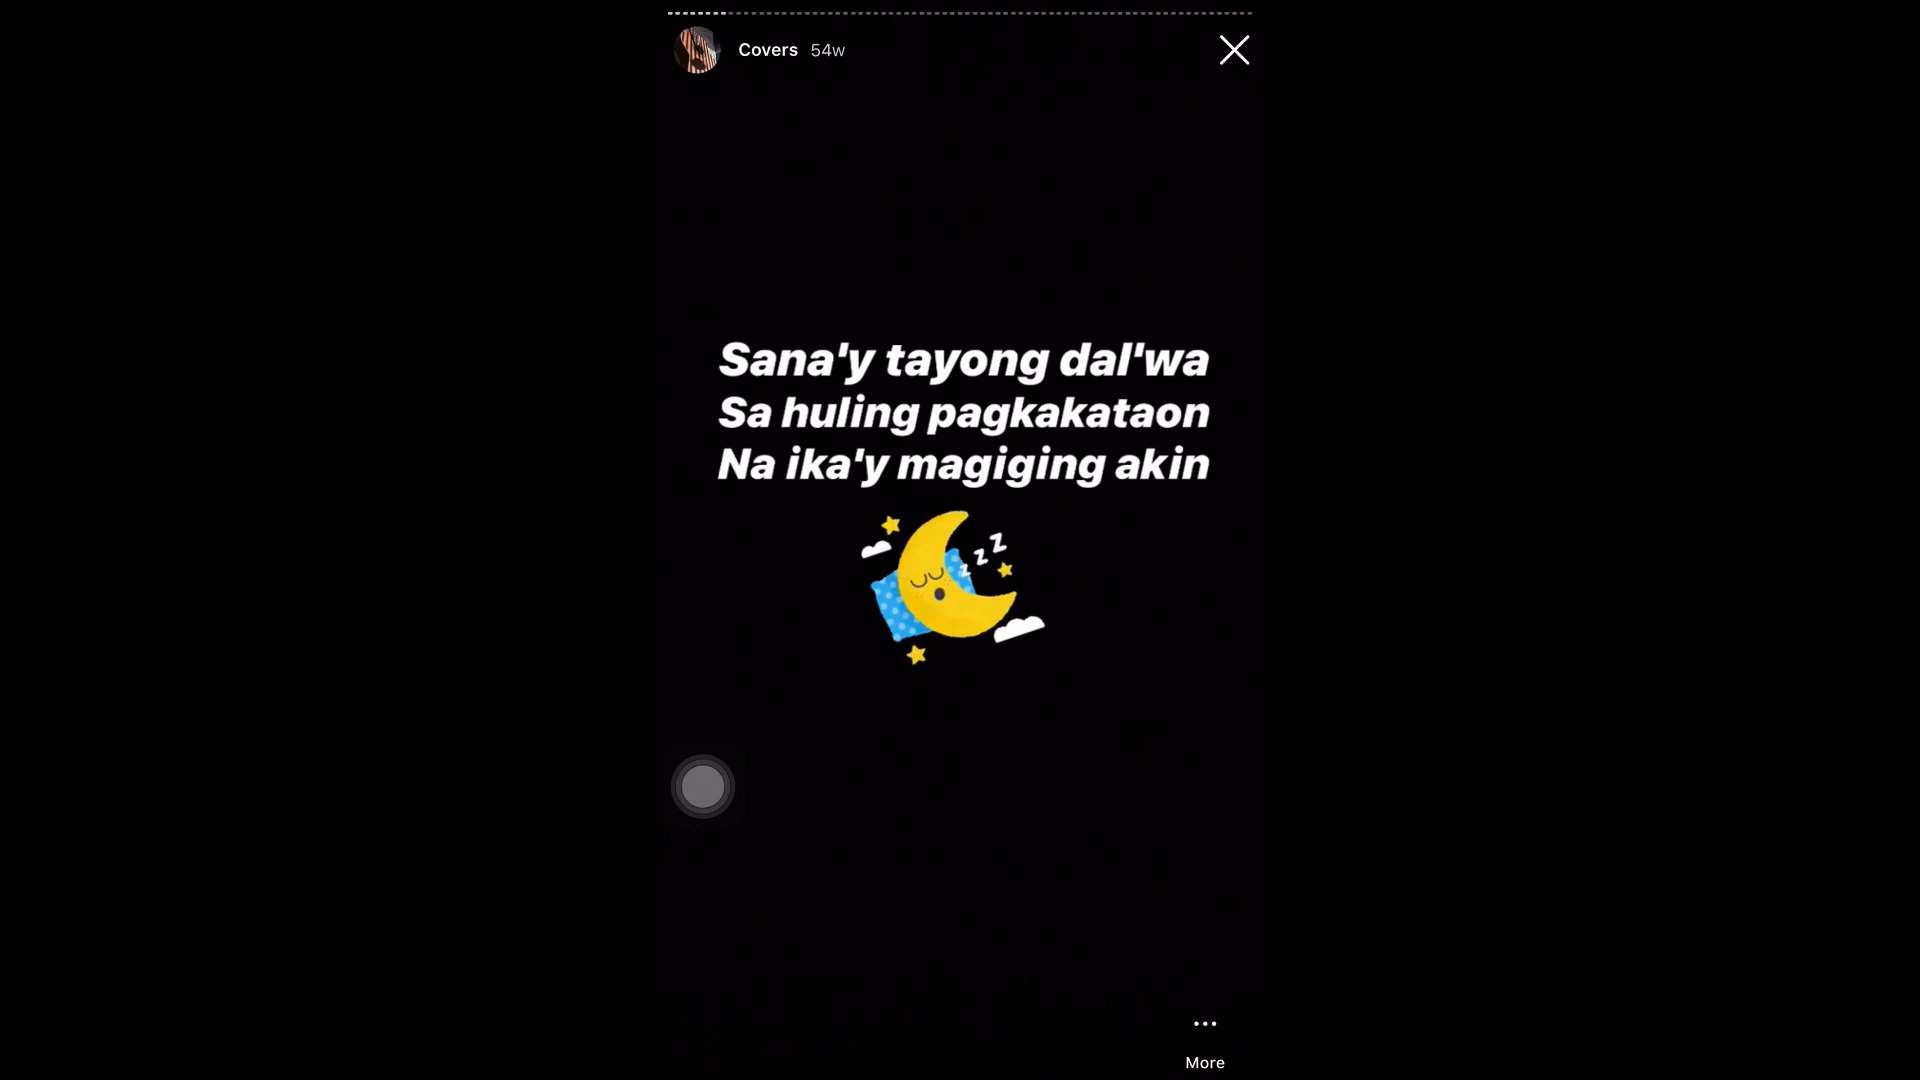 Covers 54w
Sana'y tayong dal'wa
Sa huling pagkakataon
Na ika'y magiging akin
z z z
More